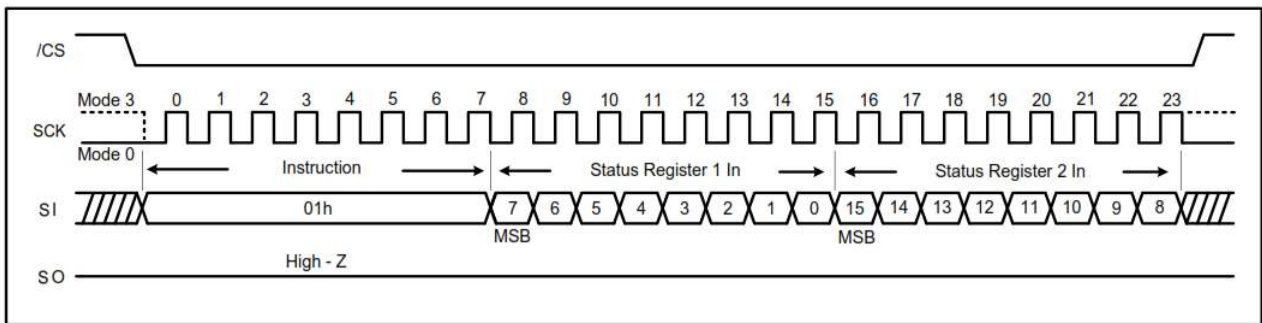 /CS
Mode 3 0 1 2 3 4 5 6 7 8 9 10 11 12 13 14 15 16 17 18 19 20 21 22 23
SCK
Mode 0
Instruction Status Register 1 In Status Register 2 In
SI 01h 7 6 5 4 3 2 1 0 15 14 13 12 11 10 9 8
MSB MSB
High - Z
SO